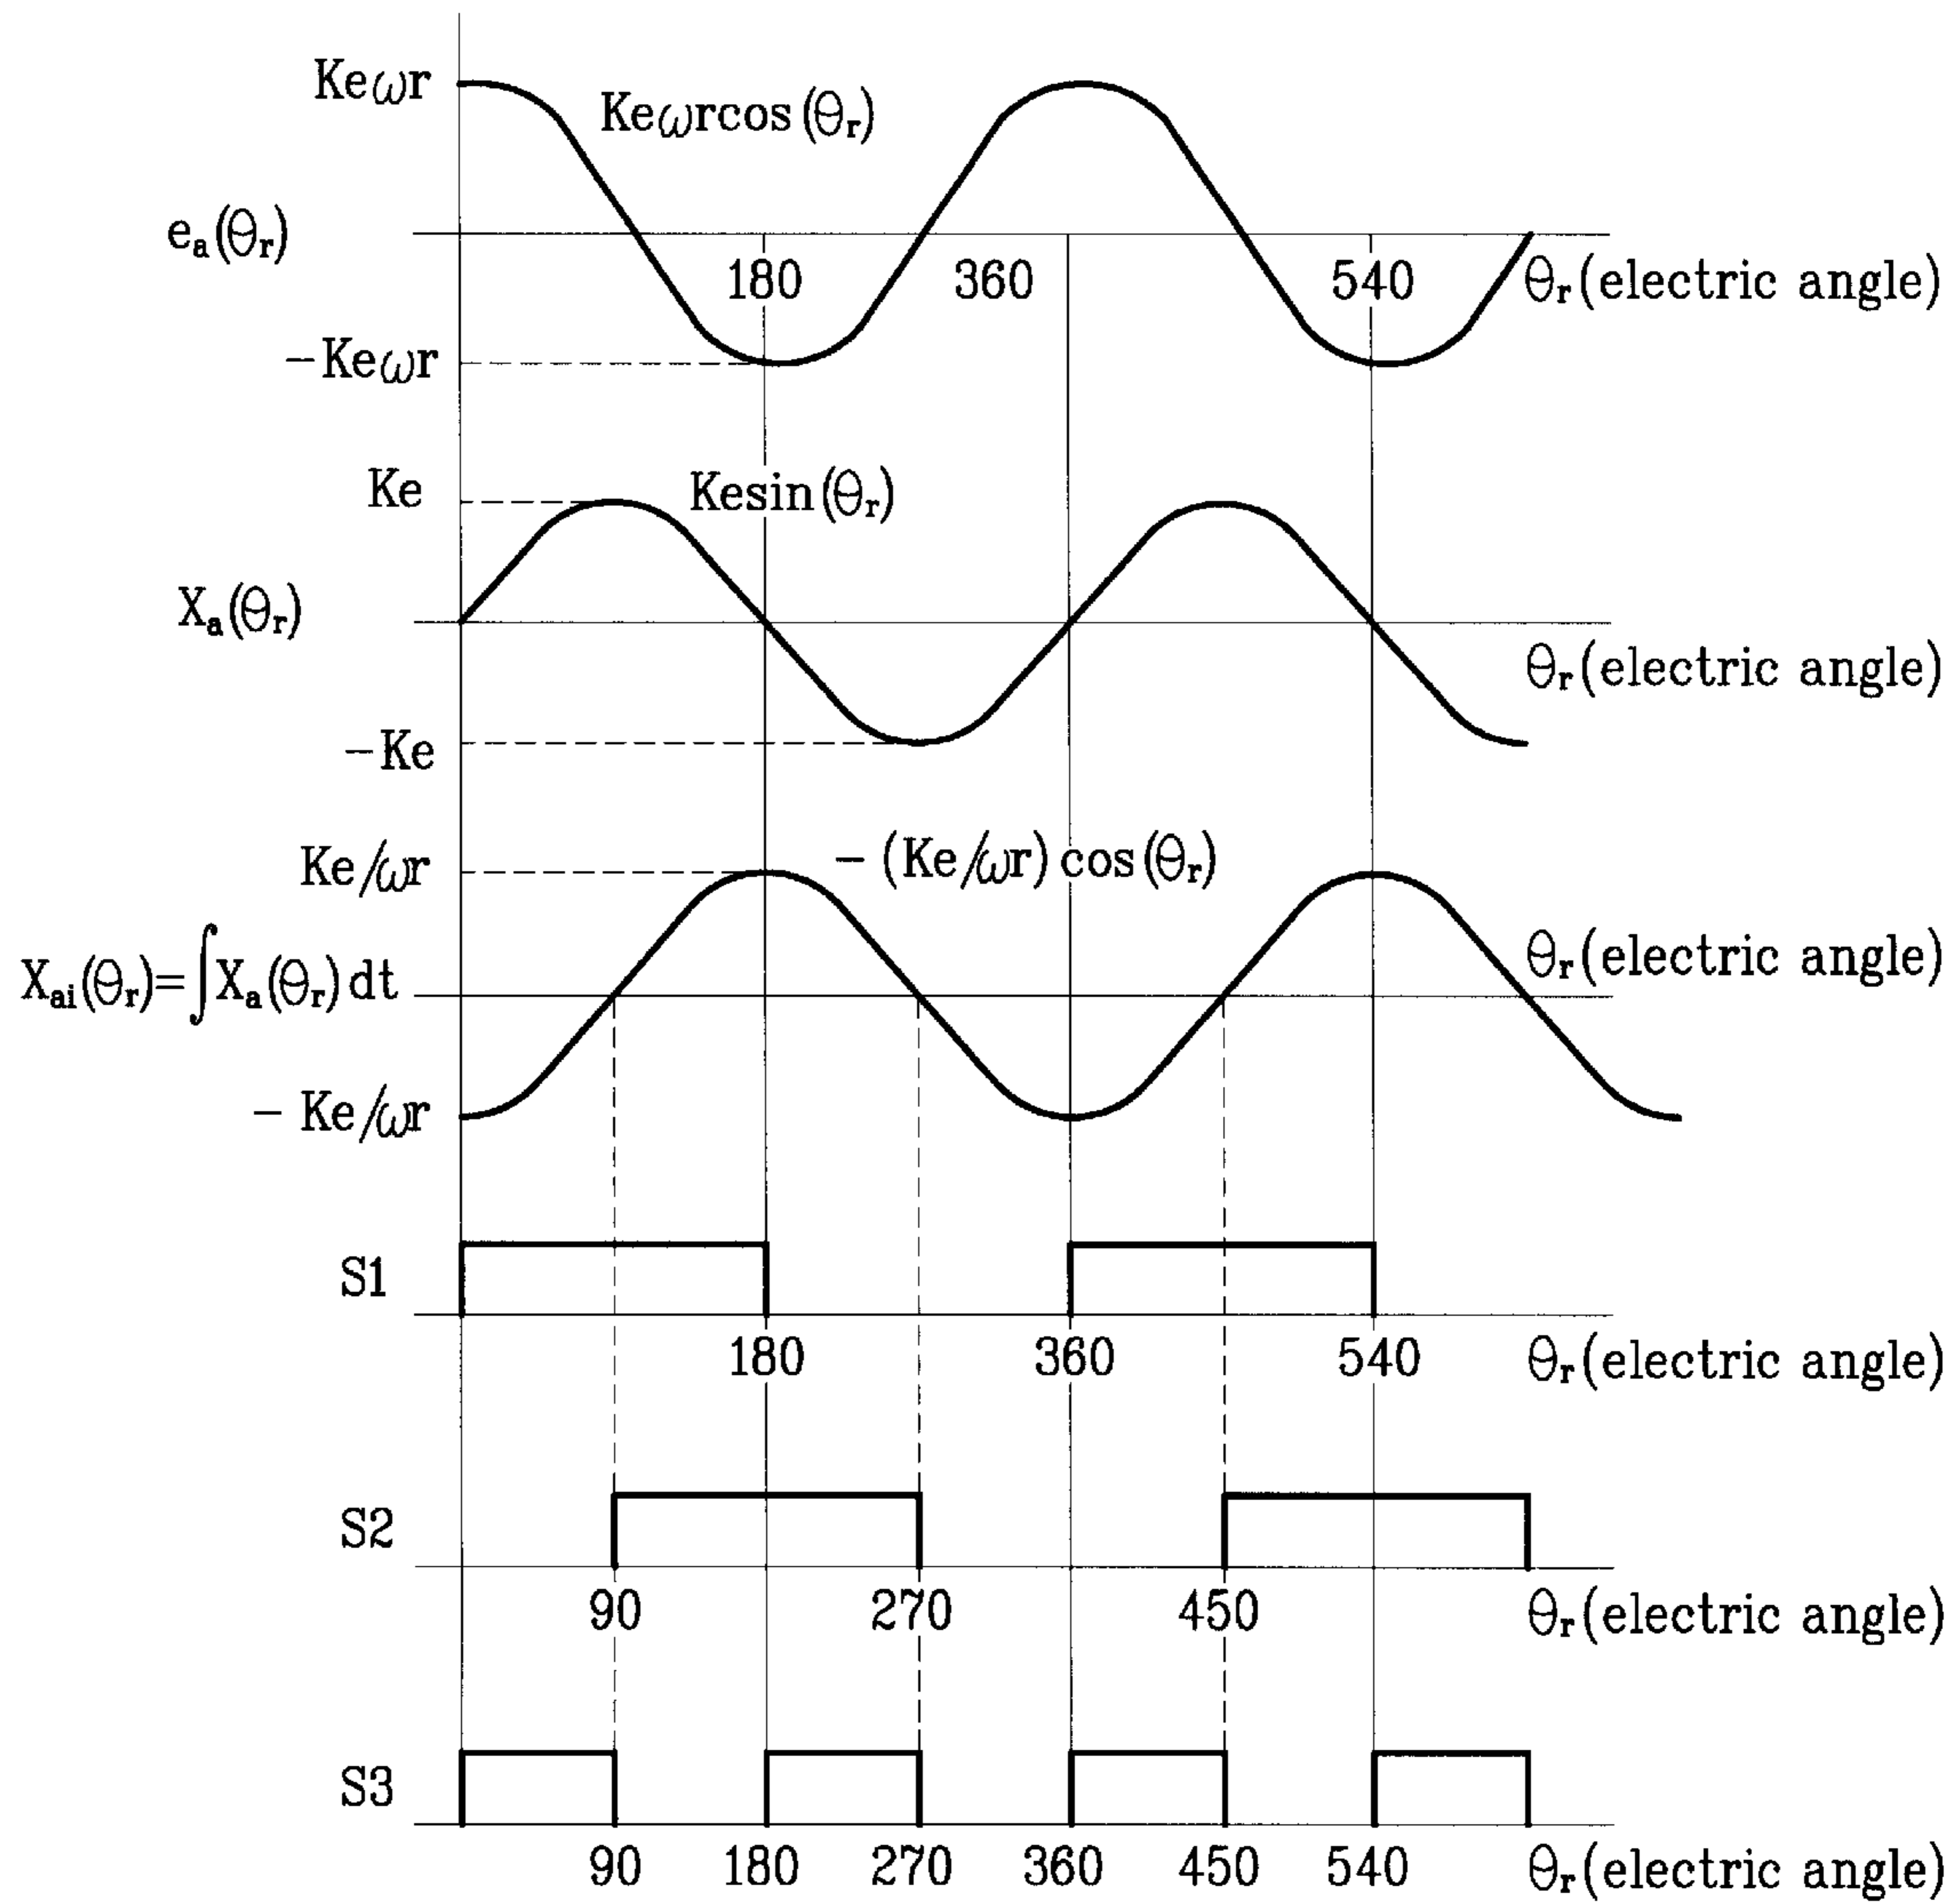 Keωr
Keωrcos(θr)
ea(θr)
180 360 540 θr(electric angle)
-Keωr
Ke
Kesin(θr)
Xa(θr)
θr(electric angle)
-Ke
Ke/ωr
-(Ke/ωr)cos(θr)
θr(electric angle)
Xai(θr)=∫Xa(θr)dt
- Ke/ωr
S1
180 360 540 θr(electric angle)
S2
90 270 450 θr(electric angle)
S3
90 180 270 360 450 540 θr(electric angle)